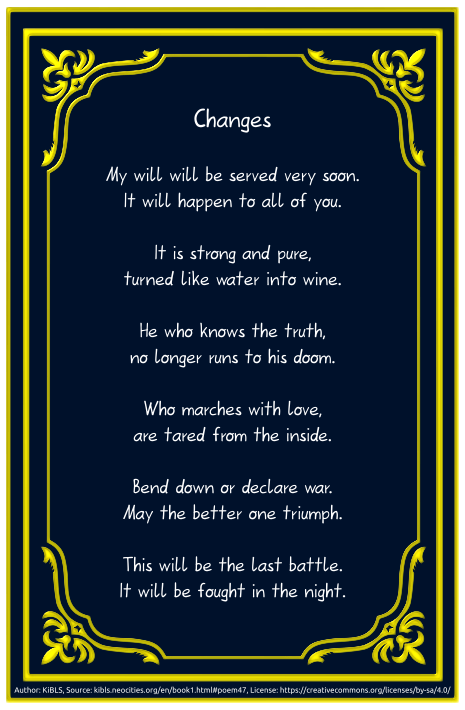 Changes
My will will be served very soon.
It will happen to all of you.
It is strong and pure,
turned like water into wine.
He who knows the truth,
no longer runs to his doom.
Who marches with love,
are tared from the inside.
Bend down or declare war.
May the better one triumph.
This will be the last battle.
It will be fought in the night.
Author: KiBLS, Source: kibls.neocities.org/en/book1.html#poem47, License: https://creativecommons.org/licenses/by-sa/4.0/